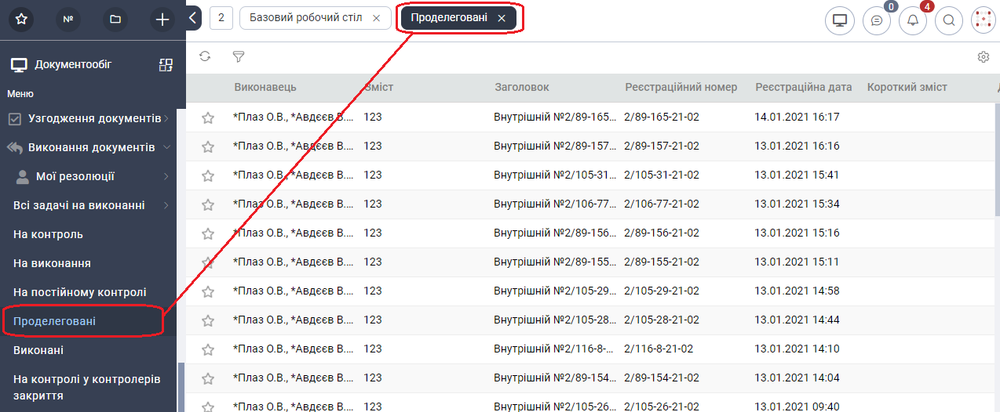 №
2
Базовий робочий стіл
Проделеговані
0
4
Документообіг
Меню
Узгодження документів
Виконання документів
Мої резолюції
Всі задачі на виконанні
На контроль
На виконання
На постійному контролі
Проделеговані
Виконані
На контролі у контролерів
закриття
Виконавець Зміст Заголовок Реєстраційний номер Реєстраційна дата Короткий зміст
*Плаз О.В., *Авдєєв В.... 123 Внутрішній №2/89-165... 2/89-165-21-02 14.01.2021 16:17
*Плаз О.В., *Авдєєв В.... 123 Внутрішній №2/89-157... 2/89-157-21-02 13.01.2021 16:16
*Плаз О.В., *Авдєєв В.... 123 Внутрішній №2/105-31... 2/105-31-21-02 13.01.2021 15:41
*Плаз О.В., *Авдєєв В.... 123 Внутрішній №2/106-77... 2/106-77-21-02 13.01.2021 15:34
*Плаз О.В., *Авдєєв В.... 123 Внутрішній №2/89-156... 2/89-156-21-02 13.01.2021 15:16
*Плаз О.В., *Авдєєв В.... 123 Внутрішній №2/89-155... 2/89-155-21-02 13.01.2021 15:11
*Плаз О.В., *Авдєєв В.... 123 Внутрішній №2/105-29... 2/105-29-21-02 13.01.2021 14:58
*Плаз О.В., *Авдєєв В.... 123 Внутрішній №2/105-28... 2/105-28-21-02 13.01.2021 14:44
*Плаз О.В., *Авдєєв В.... 123 Внутрішній №2/116-8-... 2/116-8-21-02 13.01.2021 14:10
*Плаз О.В., *Авдєєв В.... 123 Внутрішній №2/89-154... 2/89-154-21-02 13.01.2021 14:04
*Плаз О.В., *Авдєєв В.... 123 Внутрішній №2/105-26... 2/105-26-21-02 13.01.2021 09:40